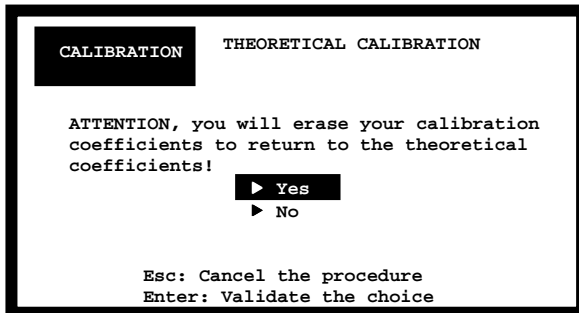 CALIBRATION
THEORETICAL CALIBRATION
ATTENTION, you will erase your calibration
coefficients to return to the theoretical
coefficients!
Yes
No
Esc: Cancel the procedure
Enter: Validate the choice